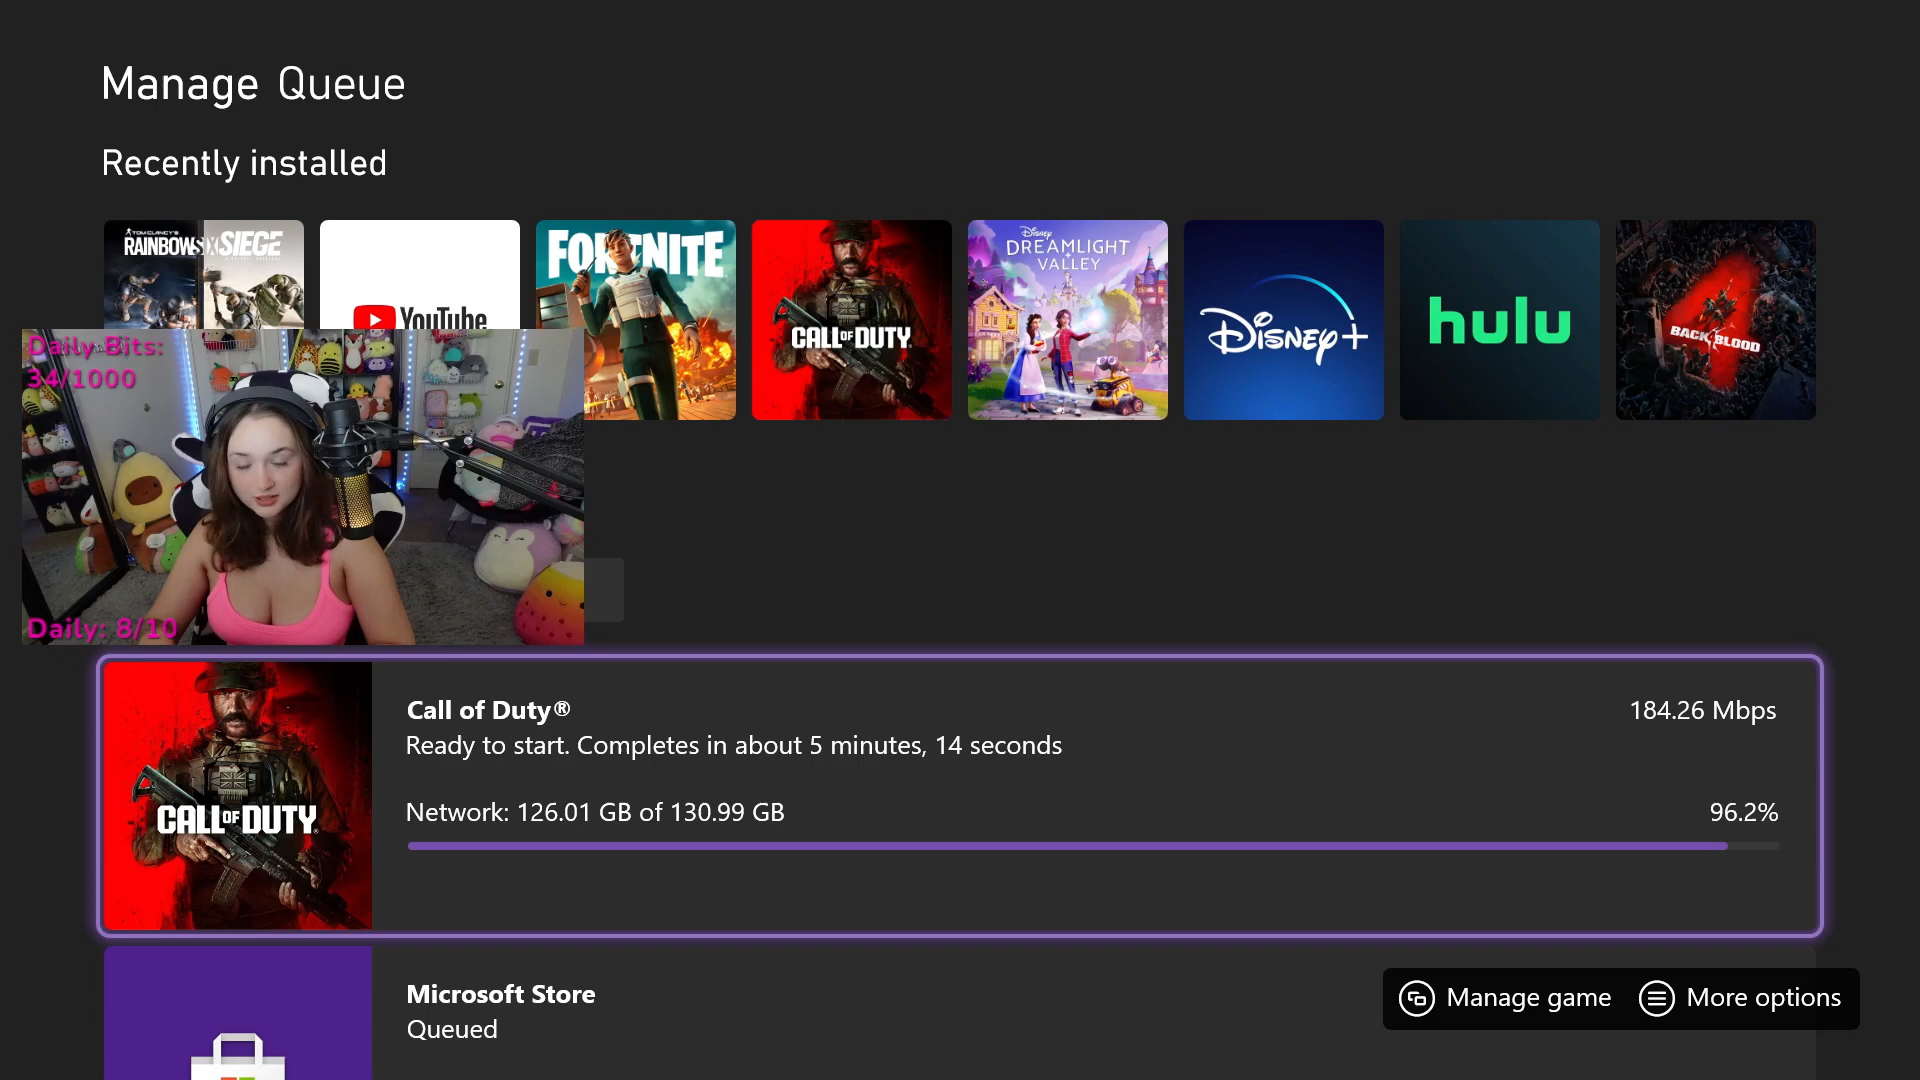 Manage Queue
Recently installed
TOM CLANCY'S
RAINBOW SIX SIEGE
YouTube
FORTNITE
CALL OF DUTY
Disney
DREAMLIGHT
VALLEY
Disney+
hulu
BACK 4 BLOOD
Daily Bits:
34/1000
Daily: 8/10
CALL OF DUTY
Call of Duty®
184.26 Mbps
Ready to start. Completes in about 5 minutes, 14 seconds
Network: 126.01 GB of 130.99 GB
96.2%
Microsoft Store
Queued
Manage game
More options